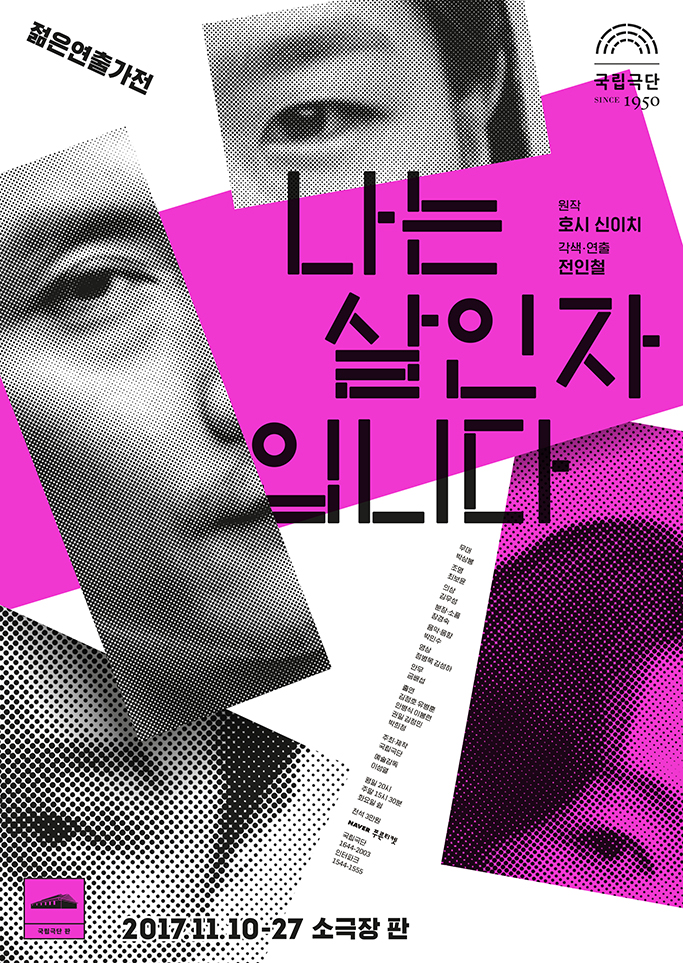 젊은연출가전
국립극단
SINCE 1950
나는
살인자
입니다
원작
호시 신이치
각색·연출
전인철
무대
박상봉
조명
최보윤
의상
김우성
분장·소품
장경숙
음악·음향
박민수
영상
정병목 김성하
안무
금배섭
출연
김정호 유병훈
안병식 이봉련
권일 김정민
박희정
주최·제작
국립극단
예술감독
이성열
평일 20시
주말 15시 30분
화요일 쉼
전석 3만원
NAVER
국립극단
1644-2003
인터파크
1544-1555
국립극단 판
2017.11.10-27 소극장 판